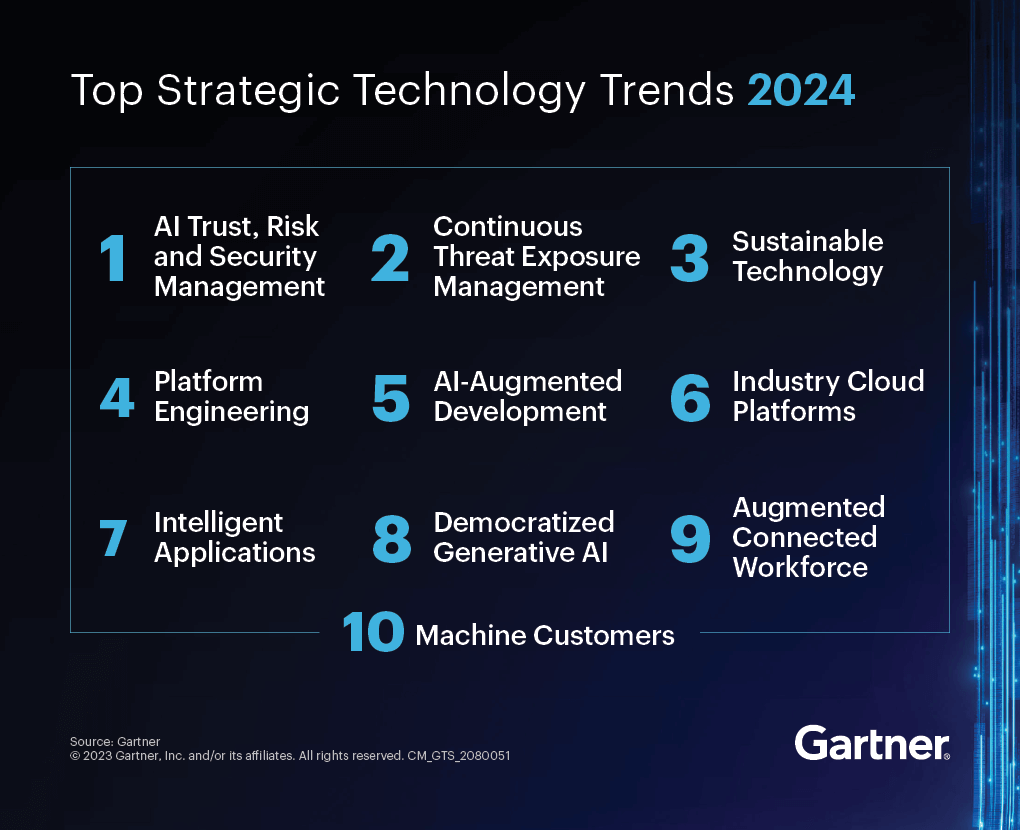 Top Strategic Technology Trends 2024
1
AI Trust, Risk
and Security
Management
2
Continuous
Threat Exposure
Management
3
Sustainable
Technology
4
Platform
Engineering
5
AI-Augmented
Development
6
Industry Cloud
Platforms
7
Intelligent
Applications
8
Democratized
Generative AI
9
Augmented
Connected
Workforce
10 Machine Customers
Source: Gartner
© 2023 Gartner, Inc. and/or its affiliates. All rights reserved. CM_GTS_2080051
Gartner®